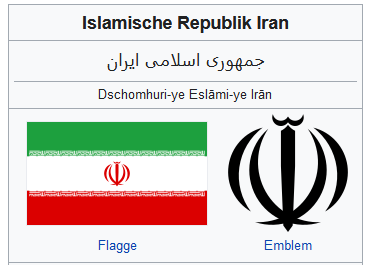 Islamische Republik Iran
جمهوری اسلامی ایران
Dschomhuri-ye Eslāmi-ye Irān
Flagge
Emblem